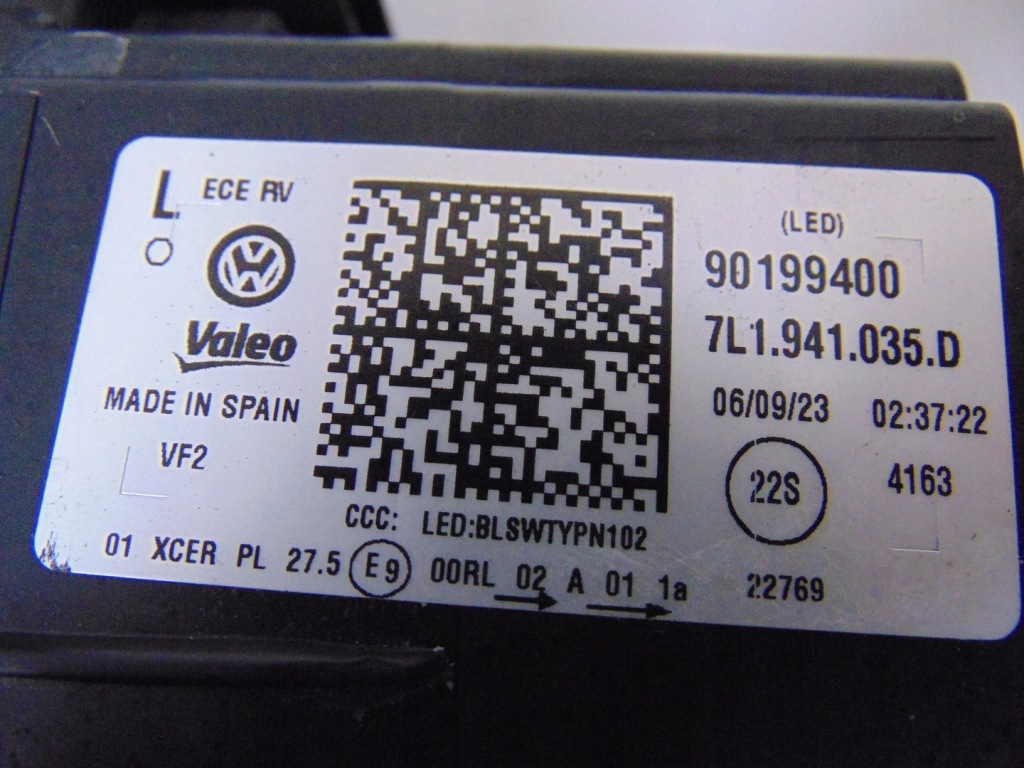 L ECE RV
VW
Valeo
MADE IN SPAIN
VF2
(LED)
90199400
7L1.941.035.D
06/09/23 02:37:22
22S 4163
CCC: LED:BLSWTYPN102
01 XCER PL 27.5 E9 00RL 02 A 01 1a 22769